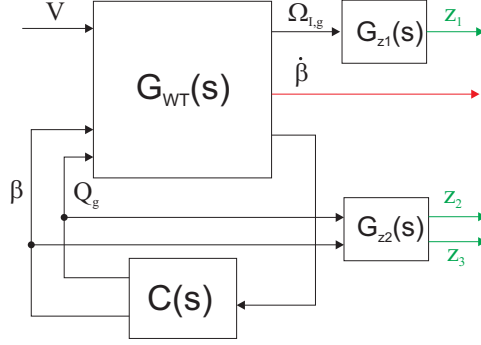 V
Ω_{I,g}
G_{z1}(s)
z_1
G_{WT}(s)
β̇
β
Q_g
G_{z2}(s)
z_2
z_3
C(s)